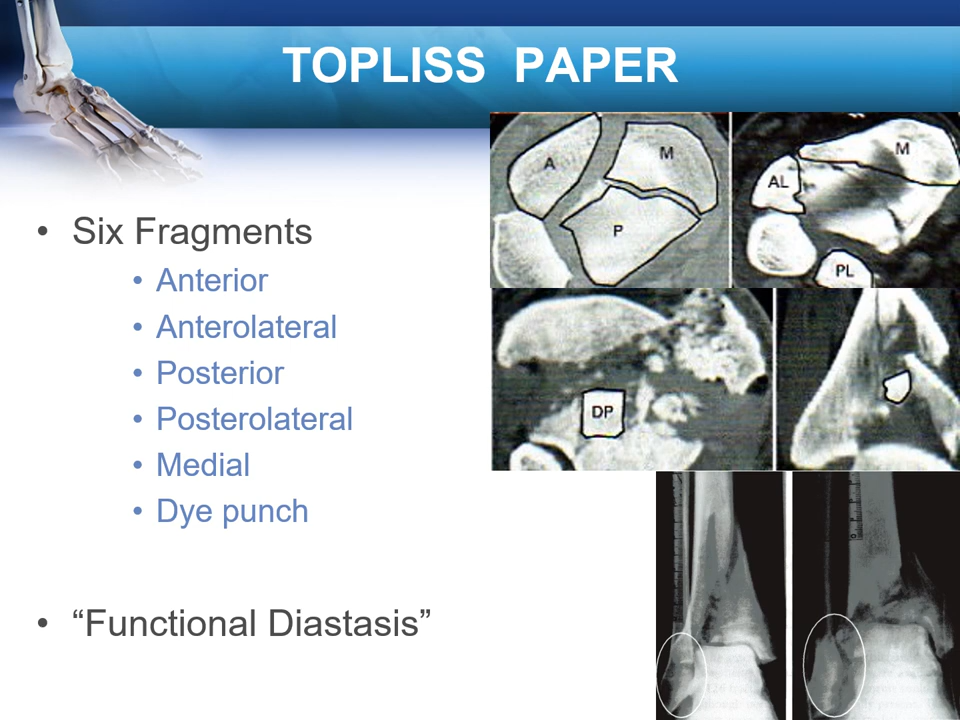 TOPLISS PAPER
• Six Fragments
• Anterior
• Anterolateral
• Posterior
• Posterolateral
• Medial
• Dye punch
• “Functional Diastasis”
A
M
P
M
AL
PL
DP